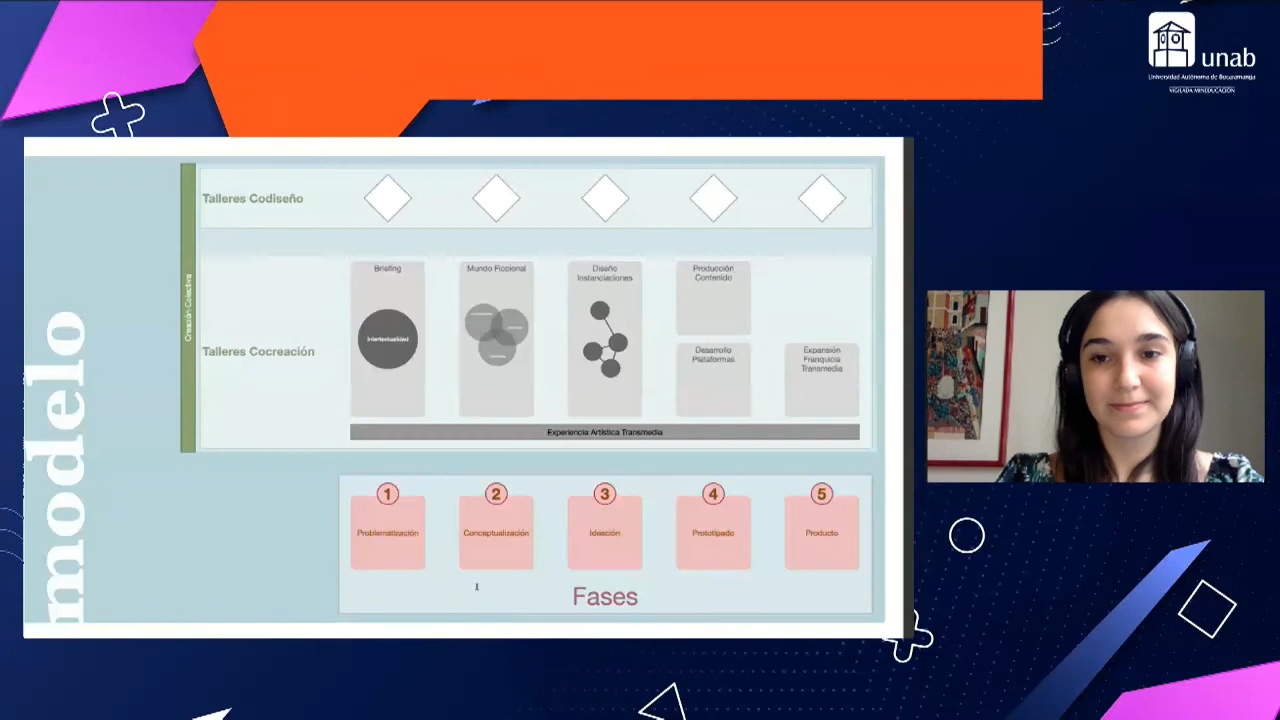 unab
Universidad Autónoma de Bucaramanga
VIGILADA MINEDUCACIÓN
modelo
Creación Colectiva
Talleres Codiseño
Talleres Cocreación
Briefing
Intertextualidad
Mundo Ficcional
Diseño
Instanciaciones
Producción
Contenido
Desarrollo
Plataformas
Expansión
Franquicia
Transmedia
Experiencia Artística Transmedia
1
2
3
4
5
Problematización
Conceptualización
Ideación
Prototipado
Producto
Fases